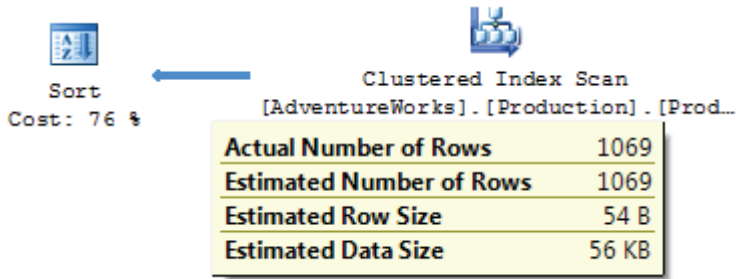 Sort
Cost: 76 %
Clustered Index Scan
[AdventureWorks].[Production].[Prod…
Actual Number of Rows 1069
Estimated Number of Rows 1069
Estimated Row Size 54 B
Estimated Data Size 56 KB